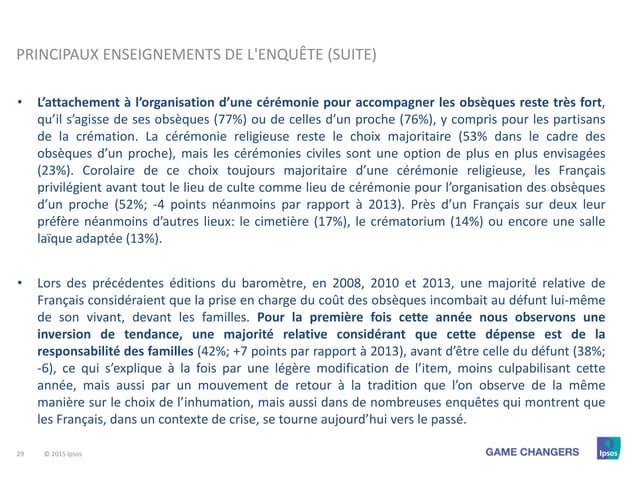 PRINCIPAUX ENSEIGNEMENTS DE L'ENQUÊTE (SUITE)
• L’attachement à l’organisation d’une cérémonie pour accompagner les obsèques reste très fort,
qu’il s’agisse de ses obsèques (77%) ou de celles d’un proche (76%), y compris pour les partisans
de la crémation. La cérémonie religieuse reste le choix majoritaire (53% dans le cadre des
obsèques d’un proche), mais les cérémonies civiles sont une option de plus en plus envisagées
(23%). Corolaire de ce choix toujours majoritaire d’une cérémonie religieuse, les Français
privilégient avant tout le lieu de culte comme lieu de cérémonie pour l’organisation des obsèques
d’un proche (52%; -4 points néanmoins par rapport à 2013). Près d’un Français sur deux leur
préfère néanmoins d’autres lieux: le cimetière (17%), le crématorium (14%) ou encore une salle
laïque adaptée (13%).
• Lors des précédentes éditions du baromètre, en 2008, 2010 et 2013, une majorité relative de
Français considéraient que la prise en charge du coût des obsèques incombait au défunt lui-même
de son vivant, devant les familles. Pour la première fois cette année nous observons une
inversion de tendance, une majorité relative considérant que cette dépense est de la
responsabilité des familles (42%; +7 points par rapport à 2013), avant d’être celle du défunt (38%;
-6), ce qui s’explique à la fois par une légère modification de l’item, moins culpabilisant cette
année, mais aussi par un mouvement de retour à la tradition que l’on observe de la même
manière sur le choix de l’inhumation, mais aussi dans de nombreuses enquêtes qui montrent que
les Français, dans un contexte de crise, se tourne aujourd’hui vers le passé.
29 © 2015 Ipsos
GAME CHANGERS
Ipsos